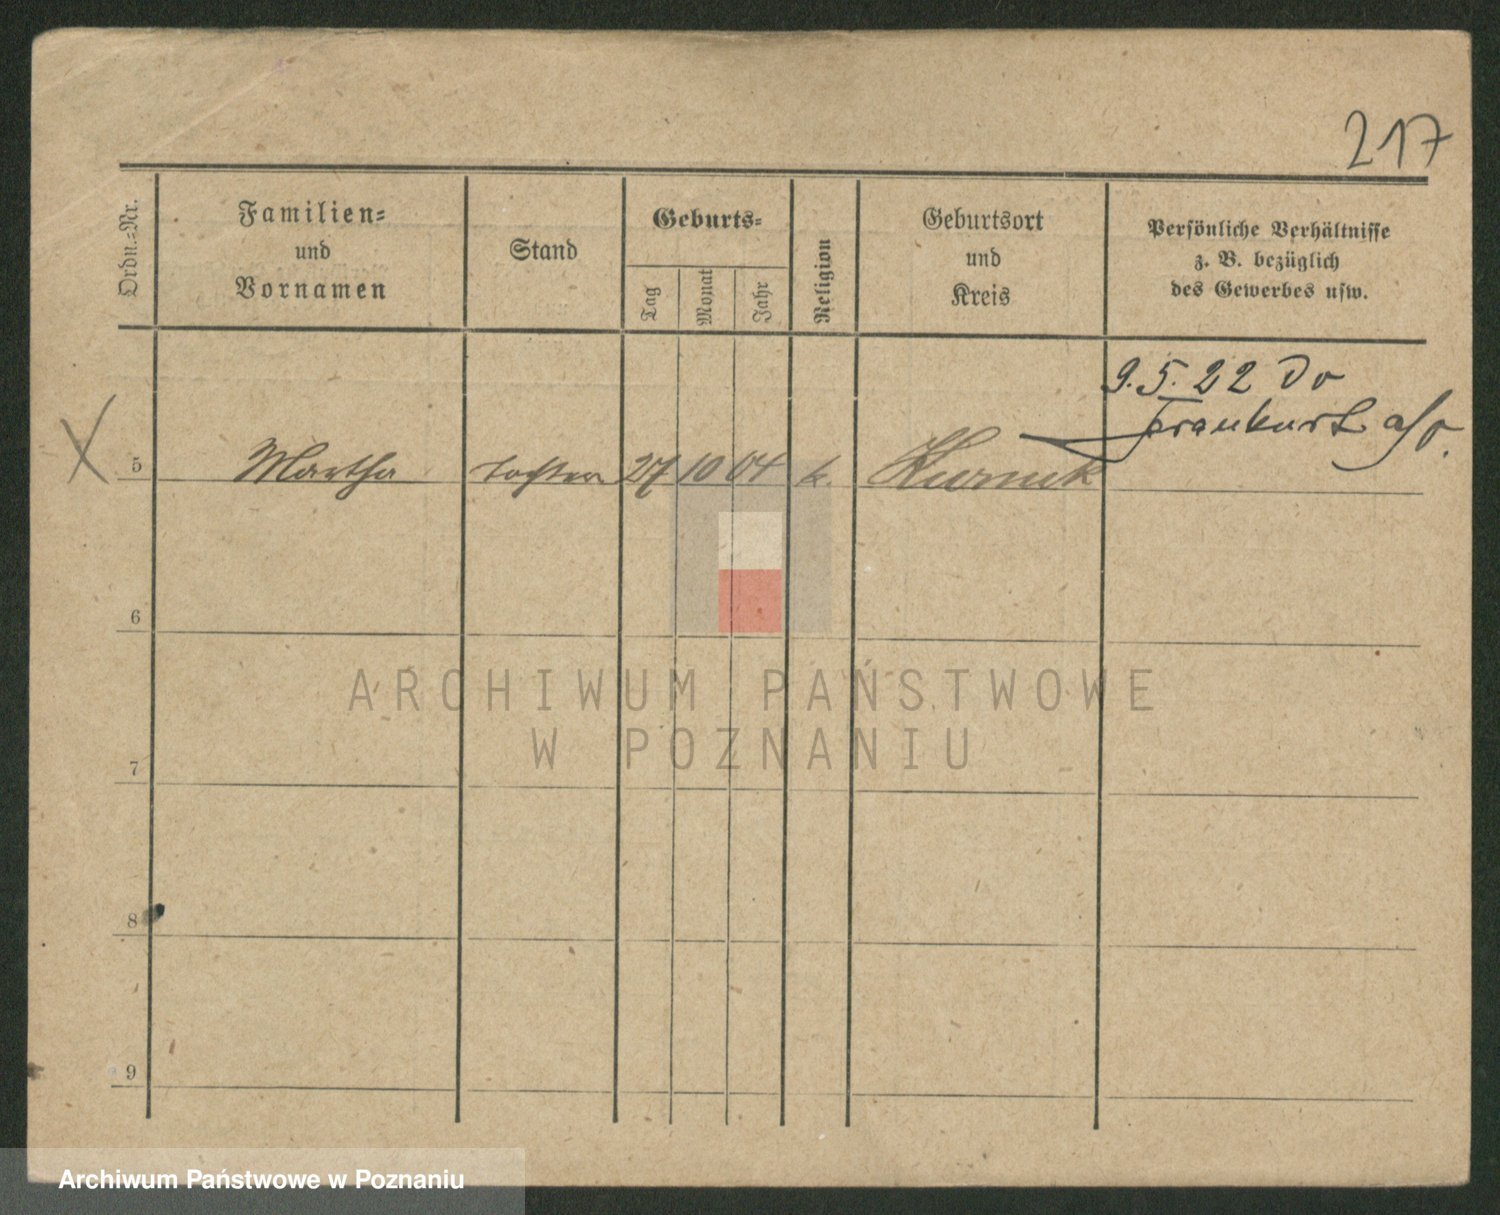 217
Ordn.=Nr.
Familien=
und
Vornamen
Stand
Geburts=
Tag
Monat
Jahr
Religion
Geburtsort
und
Kreis
Persönliche Verhältnisse
z. B. bezüglich
des Gewerbes usw.
9. 5. 22
Frankurt a/O.
X 5 Martha Tochter 27 10 04 k. Kurnik
6
7
8
9
ARCHIWUM PAŃSTWOWE
W POZNANIU
Archiwum Państwowe w Poznaniu